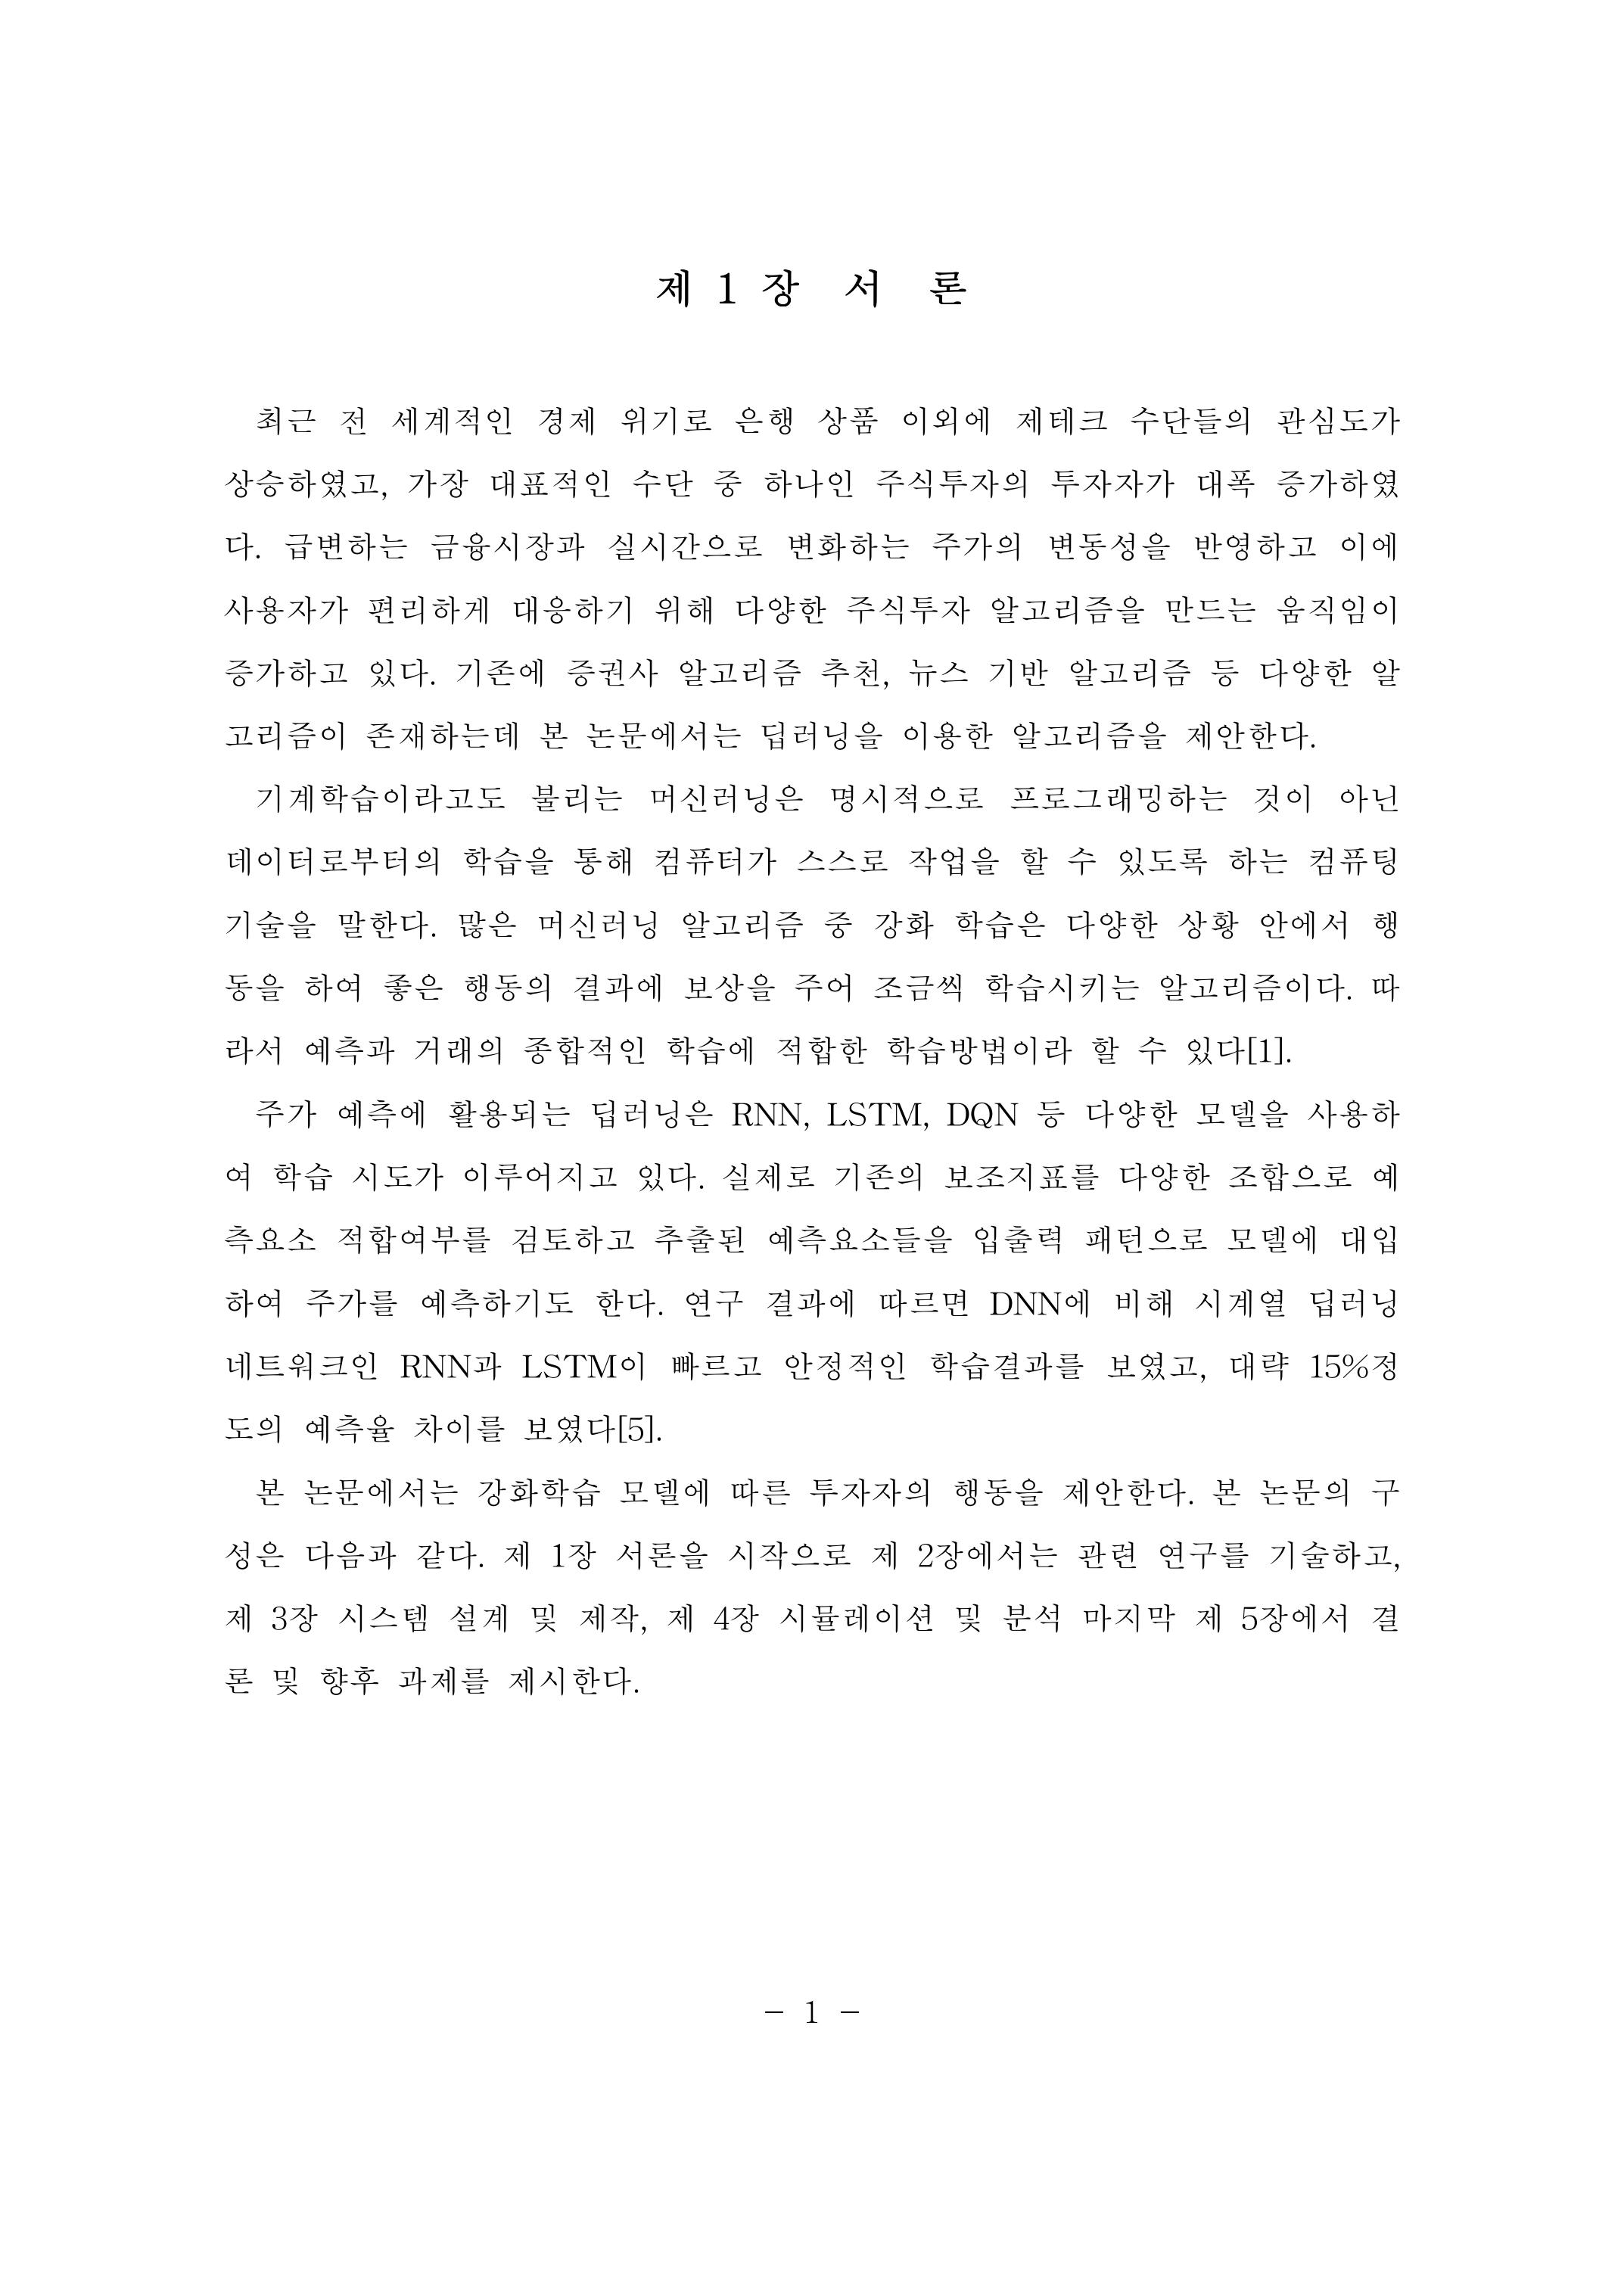 제 1 장 서 론
최근 전 세계적인 경제 위기로 은행 상품 이외에 제테크 수단들의 관심도가
상승하였고, 가장 대표적인 수단 중 하나인 주식투자의 투자자가 대폭 증가하였
다. 급변하는 금융시장과 실시간으로 변화하는 주가의 변동성을 반영하고 이에
사용자가 편리하게 대응하기 위해 다양한 주식투자 알고리즘을 만드는 움직임이
증가하고 있다. 기존에 증권사 알고리즘 추천, 뉴스 기반 알고리즘 등 다양한 알
고리즘이 존재하는데 본 논문에서는 딥러닝을 이용한 알고리즘을 제안한다.
기계학습이라고도 불리는 머신러닝은 명시적으로 프로그래밍하는 것이 아닌
데이터로부터의 학습을 통해 컴퓨터가 스스로 작업을 할 수 있도록 하는 컴퓨팅
기술을 말한다. 많은 머신러닝 알고리즘 중 강화 학습은 다양한 상황 안에서 행
동을 하여 좋은 행동의 결과에 보상을 주어 조금씩 학습시키는 알고리즘이다. 따
라서 예측과 거래의 종합적인 학습에 적합한 학습방법이라 할 수 있다[1].
주가 예측에 활용되는 딥러닝은 RNN, LSTM, DQN 등 다양한 모델을 사용하
여 학습 시도가 이루어지고 있다. 실제로 기존의 보조지표를 다양한 조합으로 예
측요소 적합여부를 검토하고 추출된 예측요소들을 입출력 패턴으로 모델에 대입
하여 주가를 예측하기도 한다. 연구 결과에 따르면 DNN에 비해 시계열 딥러닝
네트워크인 RNN과 LSTM이 빠르고 안정적인 학습결과를 보였고, 대략 15%정
도의 예측율 차이를 보였다[5].
본 논문에서는 강화학습 모델에 따른 투자자의 행동을 제안한다. 본 논문의 구
성은 다음과 같다. 제 1장 서론을 시작으로 제 2장에서는 관련 연구를 기술하고,
제 3장 시스템 설계 및 제작, 제 4장 시뮬레이션 및 분석 마지막 제 5장에서 결
론 및 향후 과제를 제시한다.
- 1 -